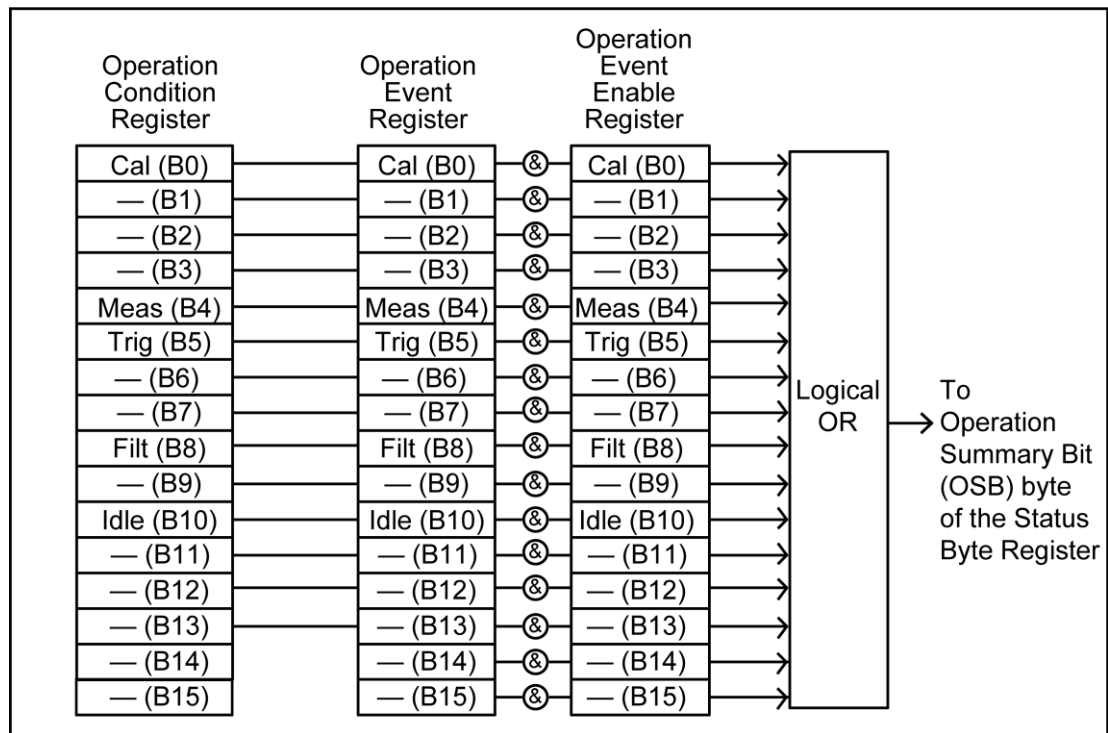 Operation
Condition
Register
Operation
Event
Register
Operation
Event
Enable
Register
Cal (B0) Cal (B0) & Cal (B0)
— (B1) — (B1) & — (B1)
— (B2) — (B2) & — (B2)
— (B3) — (B3) & — (B3)
Meas (B4) Meas (B4) & Meas (B4)
Trig (B5) Trig (B5) & Trig (B5)
— (B6) — (B6) & — (B6)
— (B7) — (B7) & — (B7)
Filt (B8) Filt (B8) & Filt (B8)
— (B9) — (B9) & — (B9)
Idle (B10) Idle (B10) & Idle (B10)
— (B11) — (B11) & — (B11)
— (B12) — (B12) & — (B12)
— (B13) — (B13) & — (B13)
— (B14) — (B14) & — (B14)
— (B15) — (B15) & — (B15)
Logical
OR
To
Operation
Summary Bit
(OSB) byte
of the Status
Byte Register